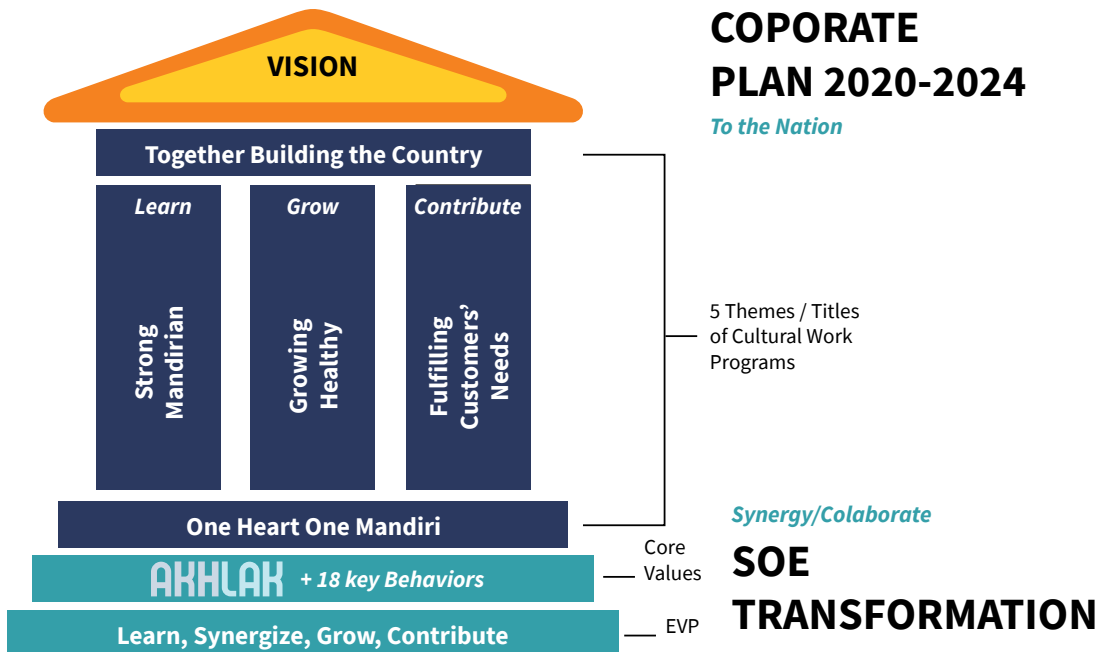 VISION
COPORATE
PLAN 2020-2024
To the Nation
Together Building the Country
Learn
Grow
Contribute
Strong
Mandirian
Growing
Healthy
Fulfilling
Customers’
Needs
5 Themes / Titles
of Cultural Work
Programs
One Heart One Mandiri
AKHLAK + 18 key Behaviors
Core
Values
Learn, Synergize, Grow, Contribute
EVP
Synergy/Colaborate
SOE
TRANSFORMATION